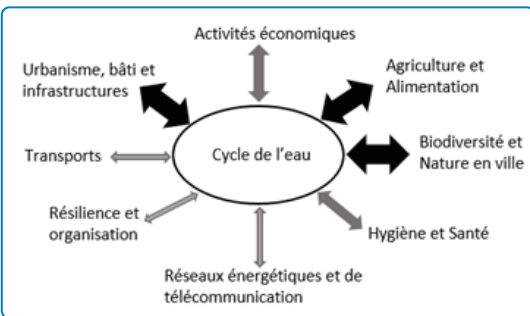 Activités économiques
Urbanisme, bâti et
infrastructures
Agriculture et
Alimentation
Transports
Cycle de l'eau
Biodiversité et
Nature en ville
Résilience et
organisation
Hygiène et Santé
Réseaux énergétiques et de
télécommunication